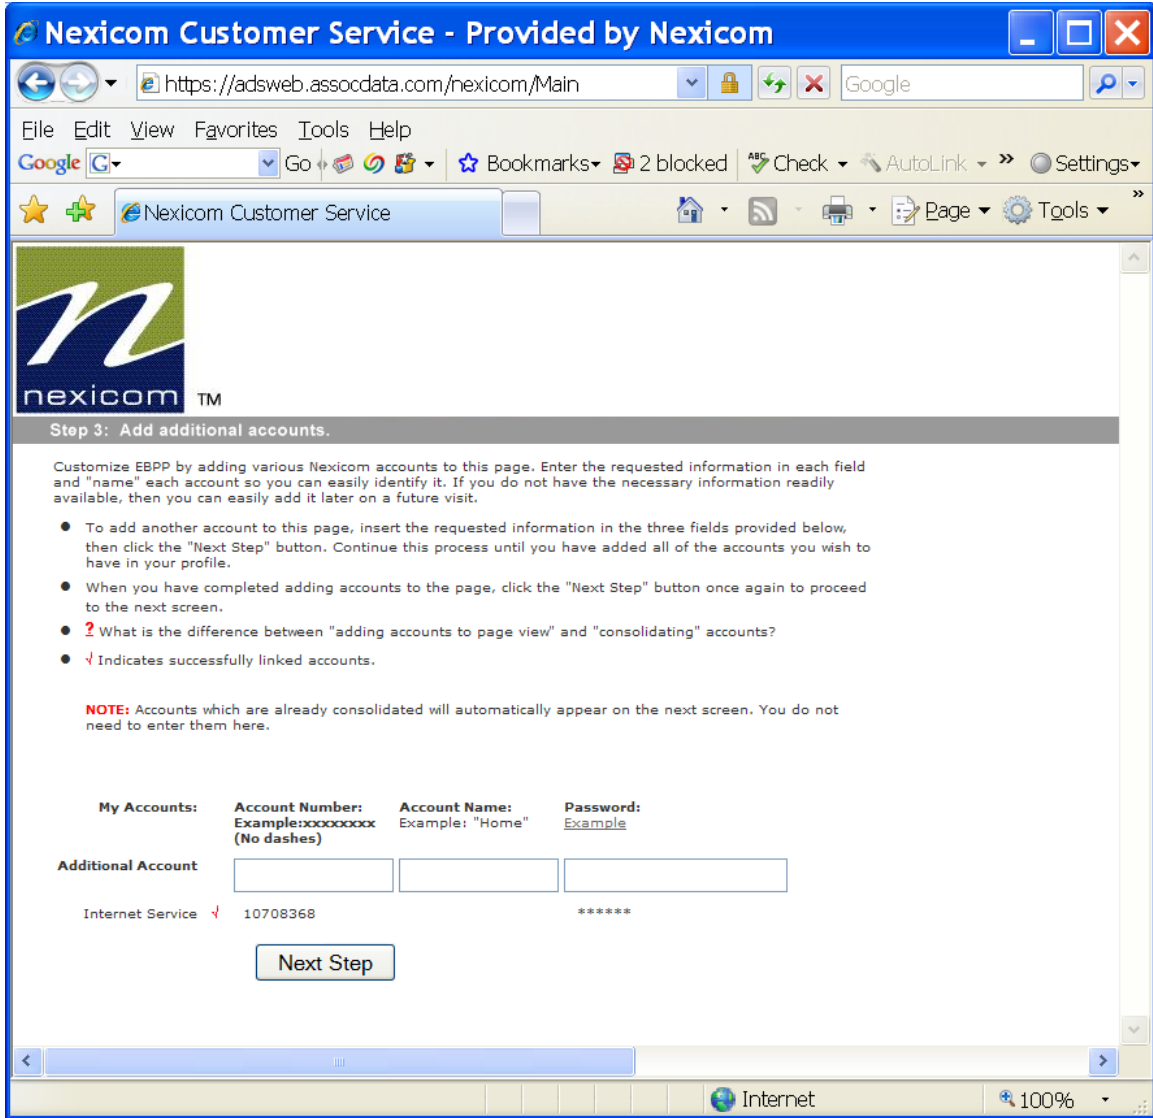 Nexicom Customer Service - Provided by Nexicom
https://adsweb.assocdata.com/nexicom/Main Google
File Edit View Favorites Tools Help
Google G Go Bookmarks 2 blocked ABC Check AutoLink » Settings
Nexicom Customer Service Page Tools »
n
nexicom TM
Step 3: Add additional accounts.
Customize EBPP by adding various Nexicom accounts to this page. Enter the requested information in each field
and "name" each account so you can easily identify it. If you do not have the necessary information readily
available, then you can easily add it later on a future visit.
● To add another account to this page, insert the requested information in the three fields provided below,
then click the "Next Step" button. Continue this process until you have added all of the accounts you wish to
have in your profile.
● When you have completed adding accounts to the page, click the "Next Step" button once again to proceed
to the next screen.
● ? What is the difference between "adding accounts to page view" and "consolidating" accounts?
● √ Indicates successfully linked accounts.
NOTE: Accounts which are already consolidated will automatically appear on the next screen. You do not
need to enter them here.
My Accounts: Account Number: Account Name: Password:
Example:xxxxxxxx Example: "Home" Example
(No dashes)
Additional Account
Internet Service √ 10708368 ******
Next Step
Internet 100%